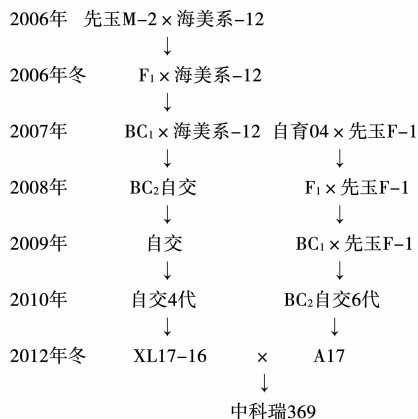 2006年 先玉M-2×海美系-12
↓
2006年冬 F₁×海美系-12
↓
2007年 BC₁×海美系-12 自育04×先玉F-1
↓ ↓
2008年 BC₂自交 F₁×先玉F-1
↓ ↓
2009年 自交 BC₁×先玉F-1
↓ ↓
2010年 自交4代 BC₂自交6代
↓ ↓
2012年冬 XL17-16 × A17
↓
中科瑞369